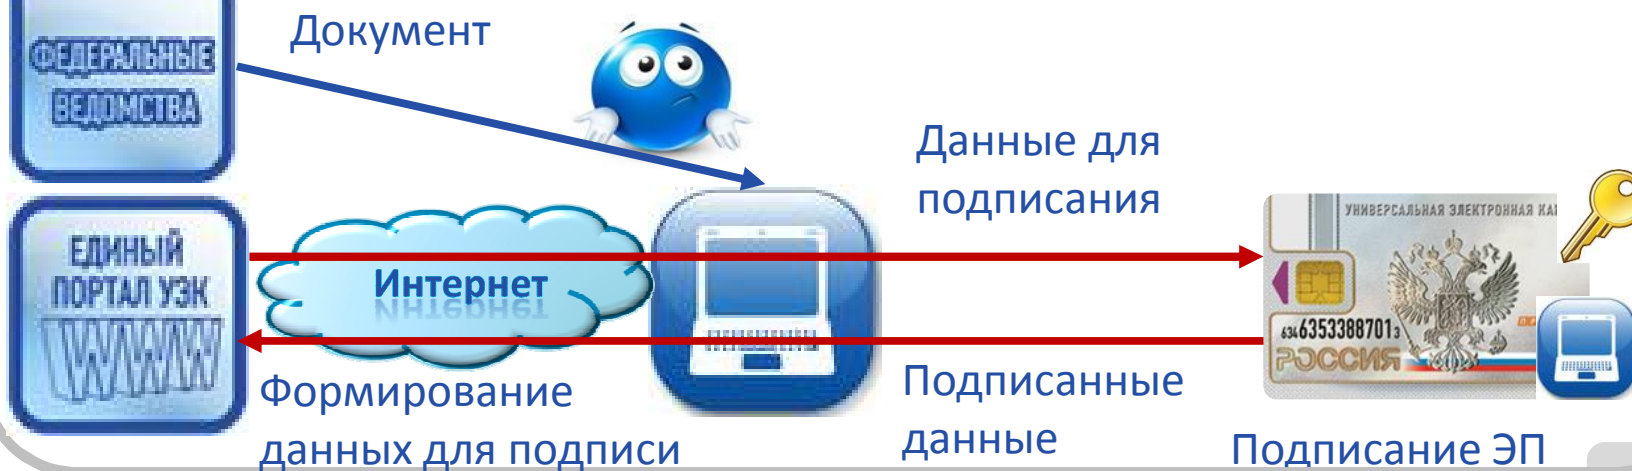 ФЕДЕРАЛЬНЫЕ
ВЕДОМСТВА
Документ
Данные для
подписания
ЕДИНЫЙ
ПОРТАЛ УЭК
WWW
Интернет
УНИВЕРСАЛЬНАЯ ЭЛЕКТРОННАЯ
6353388701
РОССИЯ
Формирование
данных для подписи
Подписанные
данные
Подписание ЭП